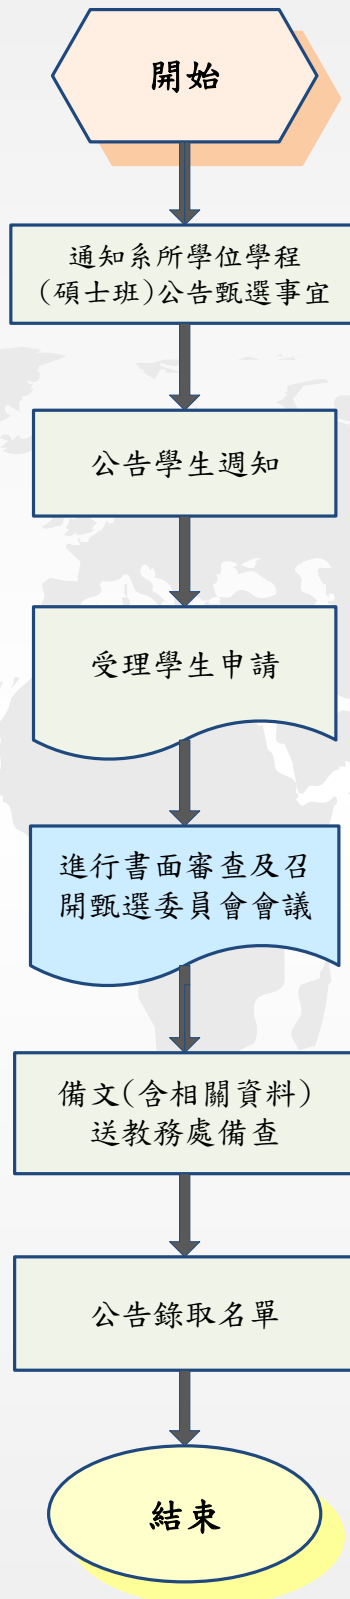 開始
通知系所學位學程
(碩士班)公告甄選事宜
公告學生週知
受理學生申請
進行書面審查及召
開甄選委員會會議
備文(含相關資料)
送教務處備查
公告錄取名單
結束